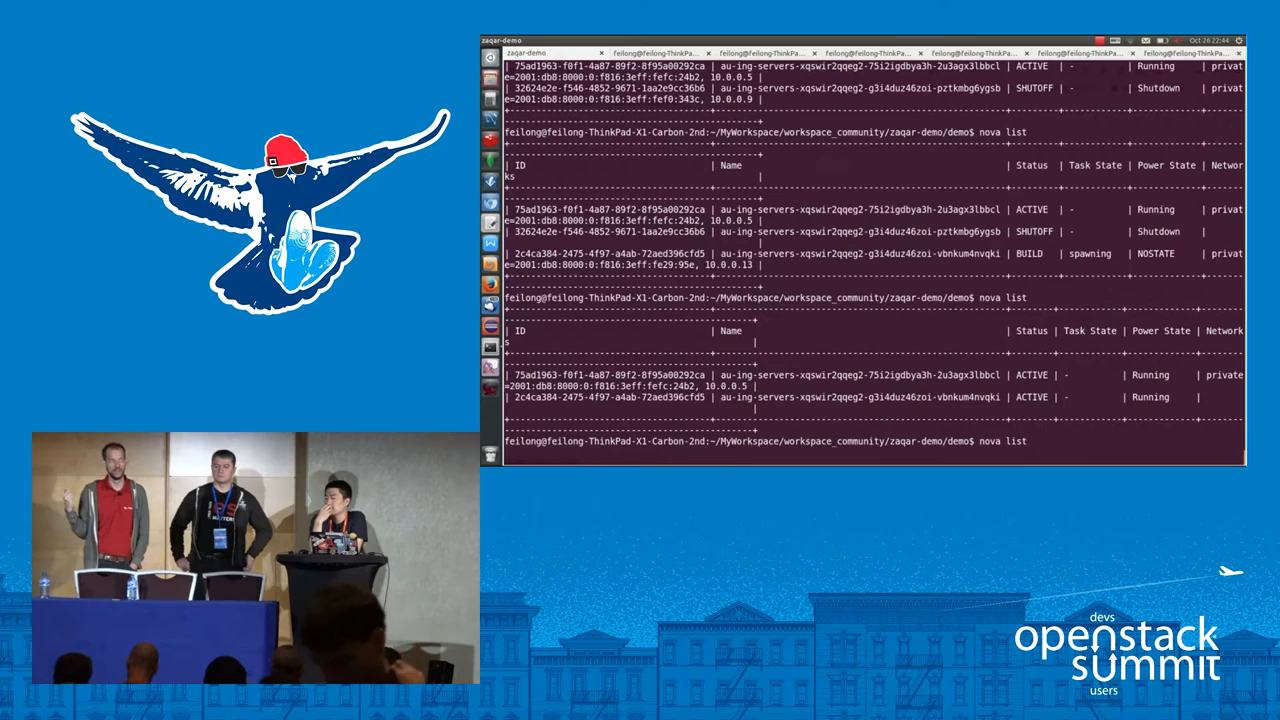 zaqar-demo
Oct 26 22:44
zaqar-demo × feilong@feilong-ThinkPa... × feilong@feilong-ThinkPa... × feilong@feilong-ThinkPa... × feilong@feilong-ThinkPa... × feilong@feilong-ThinkPa... × feilong@feilong-ThinkPa... ×
| 75ad1963-f0f1-4a87-89f2-8f95a00292ca | au-ing-servers-xqswir2qqeg2-75i2igdbya3h-2u3agx3lbbcl | ACTIVE | - | Running | privat
e=2001:db8:8000:0:f816:3eff:fefc:24b2, 10.0.0.5 |
| 32624e2e-f546-4852-9671-1aa2e9cc36b6 | au-ing-servers-xqswir2qqeg2-g3i4duz46zoi-pztkmbg6ygsb | SHUTOFF | - | Shutdown | privat
e=2001:db8:8000:0:f816:3eff:fef0:343c, 10.0.0.9 |
feilong@feilong-ThinkPad-X1-Carbon-2nd:~/MyWorkspace/workspace_community/zaqar-demo/demo$ nova list
| ID | Name | Status | Task State | Power State | Networ
ks |
| 75ad1963-f0f1-4a87-89f2-8f95a00292ca | au-ing-servers-xqswir2qqeg2-75i2igdbya3h-2u3agx3lbbcl | ACTIVE | - | Running | privat
e=2001:db8:8000:0:f816:3eff:fefc:24b2, 10.0.0.5 |
| 32624e2e-f546-4852-9671-1aa2e9cc36b6 | au-ing-servers-xqswir2qqeg2-g3i4duz46zoi-pztkmbg6ygsb | SHUTOFF | - | Shutdown |
|
| 2c4ca384-2475-4f97-a4ab-72aed396cfd5 | au-ing-servers-xqswir2qqeg2-g3i4duz46zoi-vbnkum4nvqki | BUILD | spawning | NOSTATE | privat
e=2001:db8:8000:0:f816:3eff:fe29:95e, 10.0.0.13 |
feilong@feilong-ThinkPad-X1-Carbon-2nd:~/MyWorkspace/workspace_community/zaqar-demo/demo$ nova list
| ID | Name | Status | Task State | Power State | Network
s |
| 75ad1963-f0f1-4a87-89f2-8f95a00292ca | au-ing-servers-xqswir2qqeg2-75i2igdbya3h-2u3agx3lbbcl | ACTIVE | - | Running | private
=2001:db8:8000:0:f816:3eff:fefc:24b2, 10.0.0.5 |
| 2c4ca384-2475-4f97-a4ab-72aed396cfd5 | au-ing-servers-xqswir2qqeg2-g3i4duz46zoi-vbnkum4nvqki | ACTIVE | - | Running |
|
feilong@feilong-ThinkPad-X1-Carbon-2nd:~/MyWorkspace/workspace_community/zaqar-demo/demo$ nova list
devs
openstack
summit
users